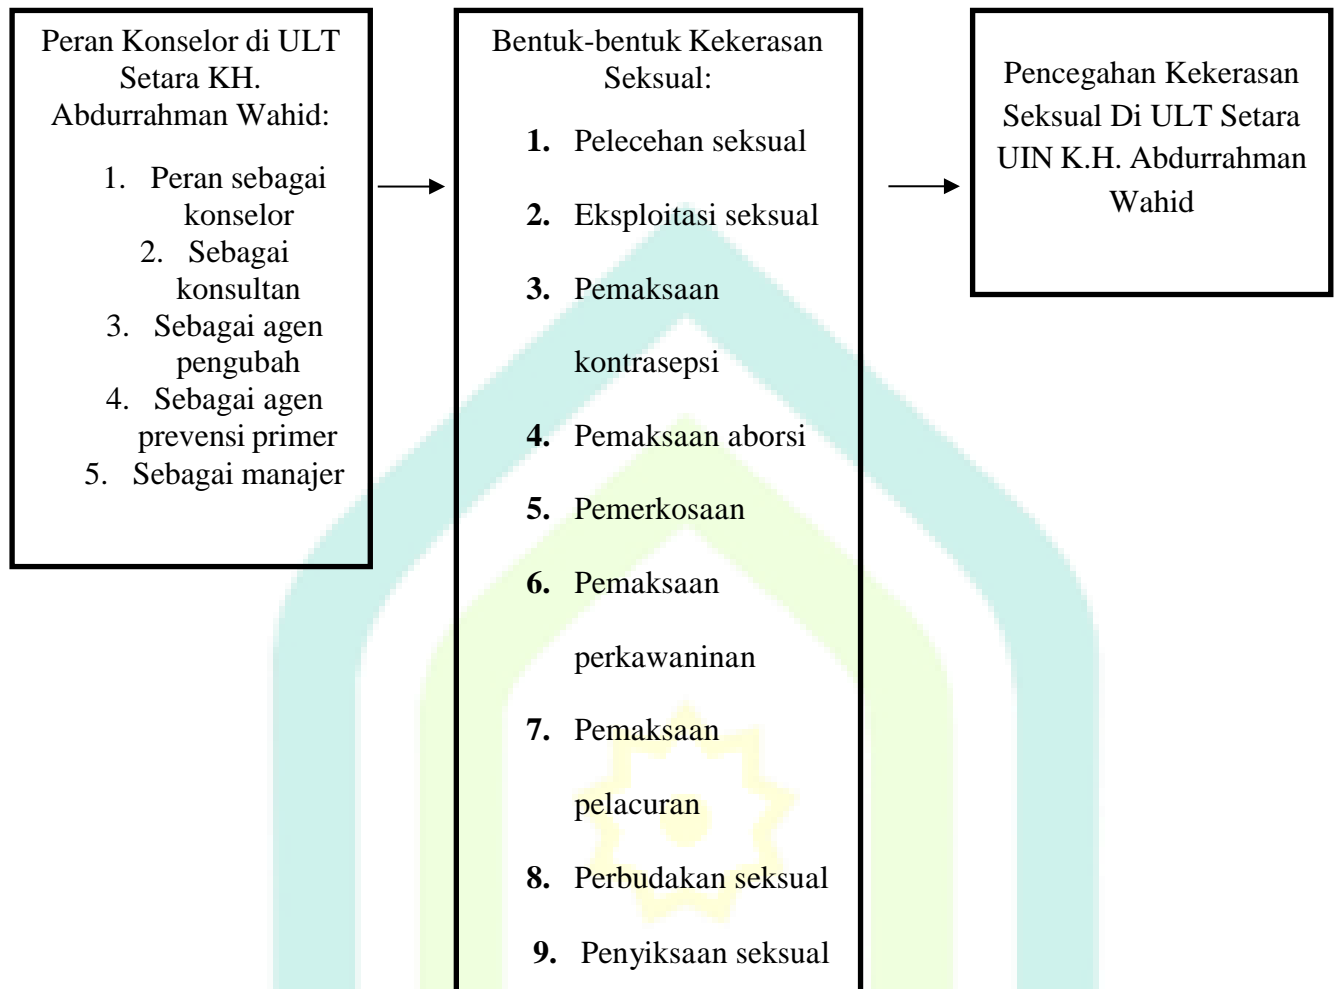 Peran Konselor di ULT
Setara KH.
Abdurrahman Wahid:
1. Peran sebagai
konselor
2. Sebagai
konsultan
3. Sebagai agen
pengubah
4. Sebagai agen
prevensi primer
5. Sebagai manajer
Bentuk-bentuk Kekerasan
Seksual:
1. Pelecehan seksual
2. Eksploitasi seksual
3. Pemaksaan
kontrasepsi
4. Pemaksaan aborsi
5. Pemerkosaan
6. Pemaksaan
perkawaninan
7. Pemaksaan
pelacuran
8. Perbudakan seksual
9. Penyiksaan seksual
Pencegahan Kekerasan
Seksual Di ULT Setara
UIN K.H. Abdurrahman
Wahid